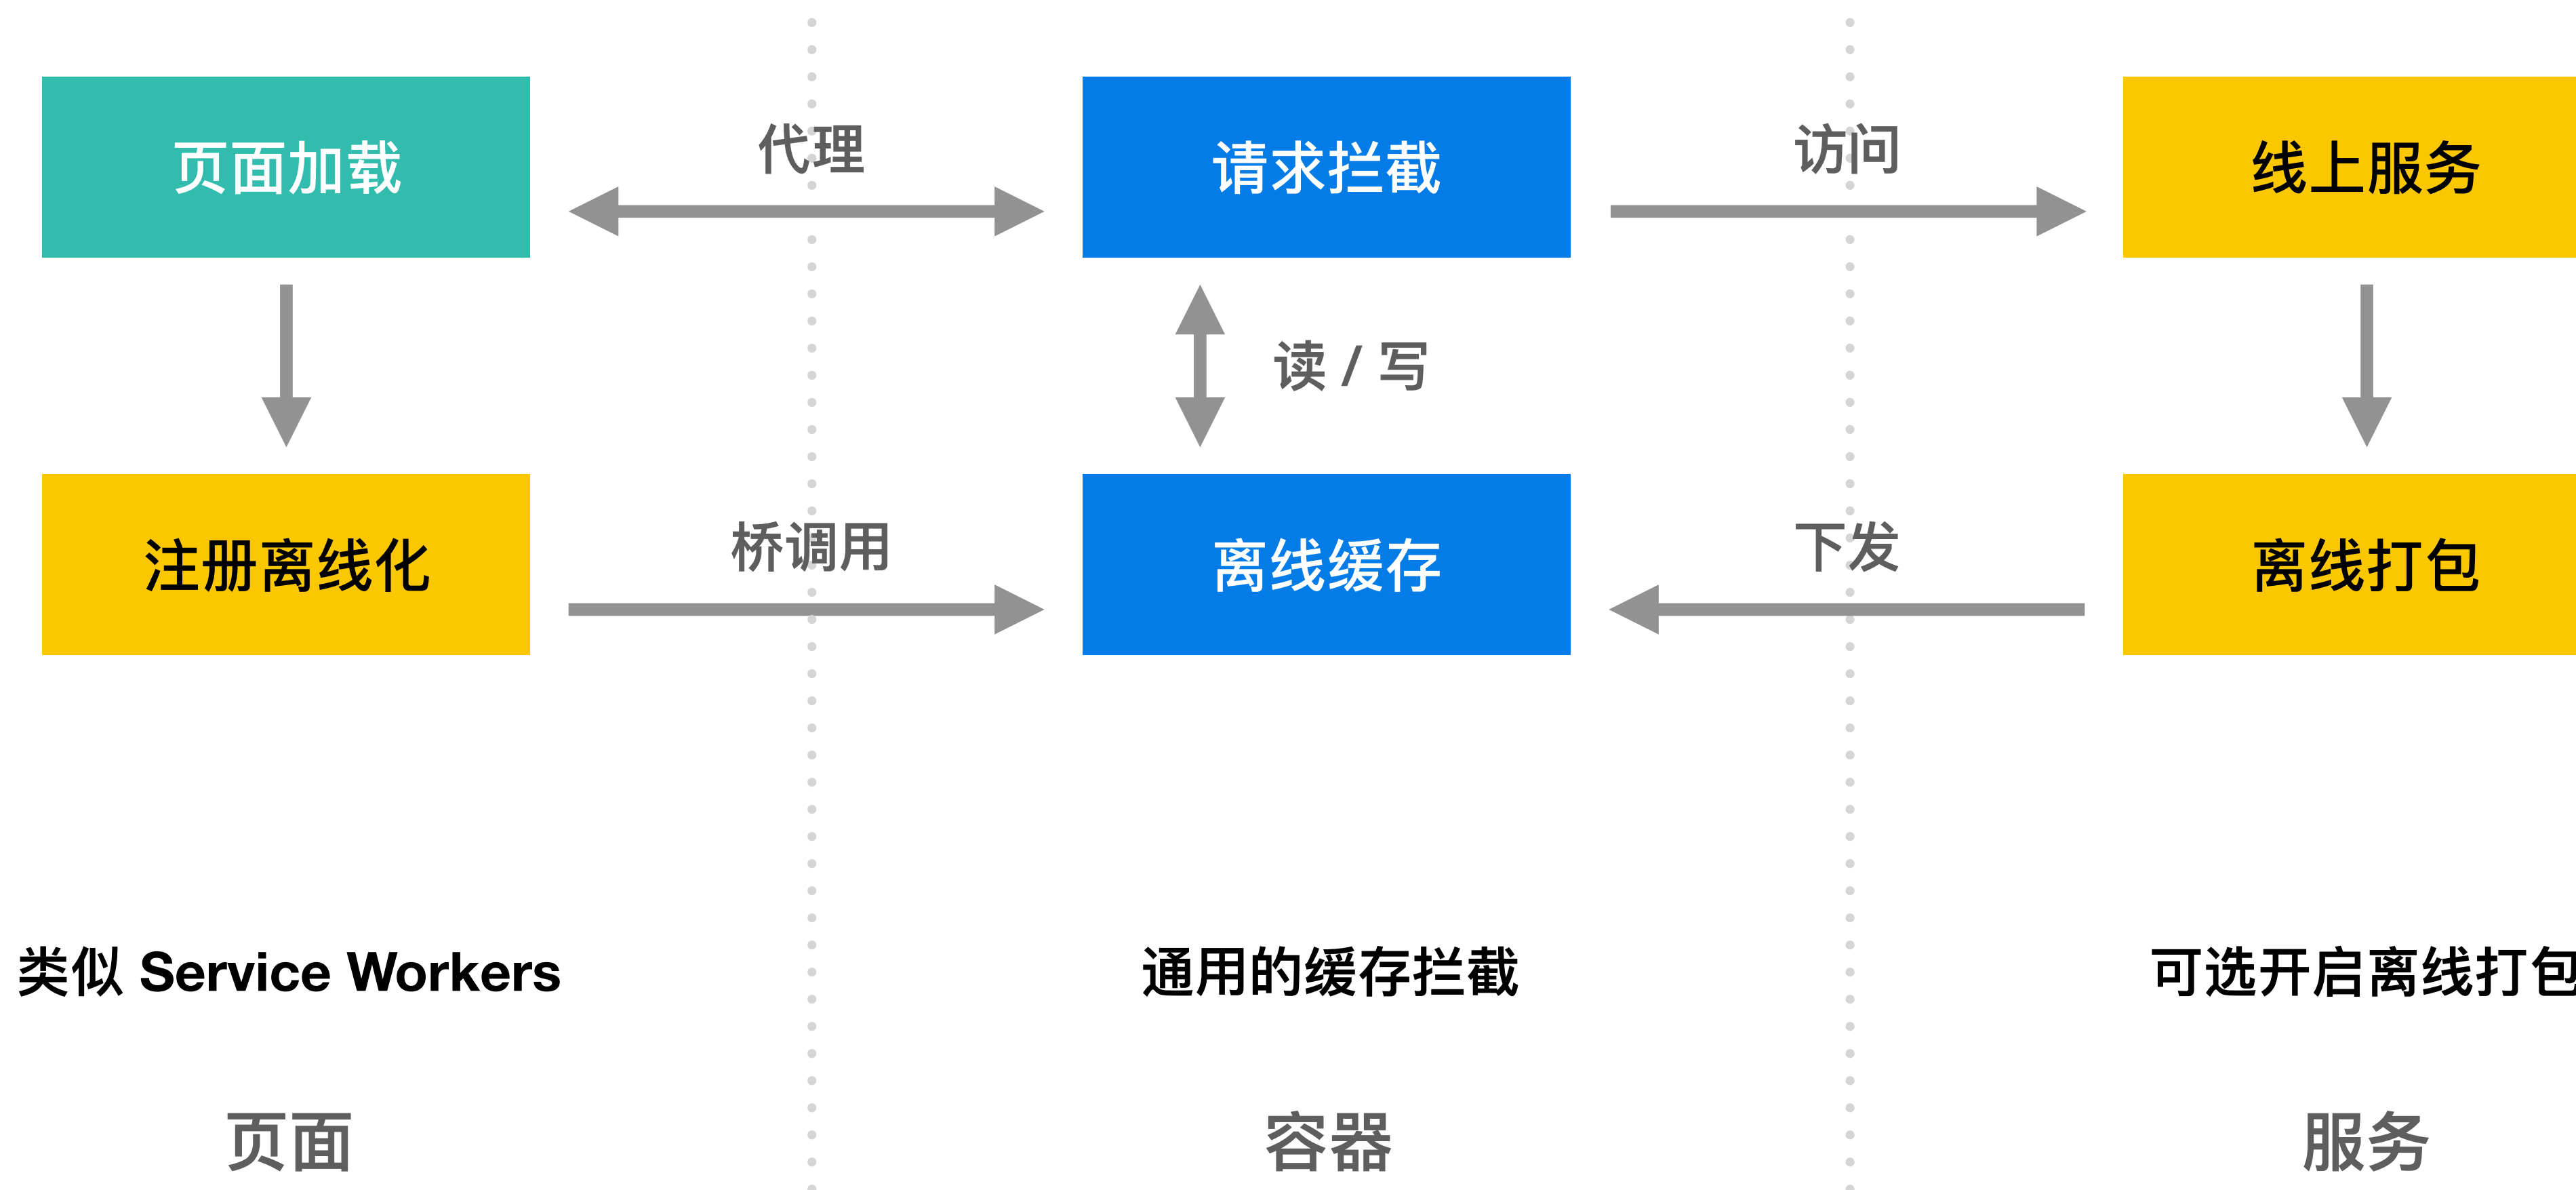 代理
访问
页面加载
请求拦截
线上服务
读 / 写
桥调用
下发
注册离线化
离线缓存
离线打包
类似 Service Workers
通用的缓存拦截
可选开启离线打包
页面
容器
服务